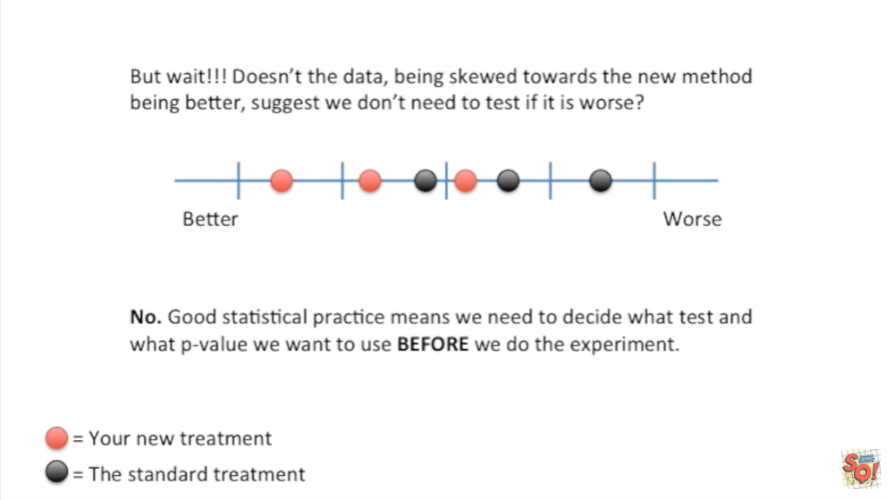 But wait!!! Doesn’t the data, being skewed towards the new method
being better, suggest we don’t need to test if it is worse?
Better
Worse
No. Good statistical practice means we need to decide what test and
what p-value we want to use BEFORE we do the experiment.
= Your new treatment
= The standard treatment
SQ!